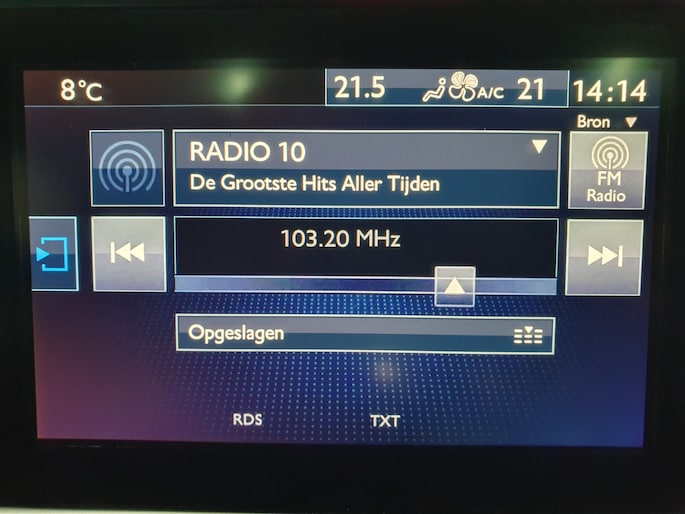 8°C
21.5
A/C
21
14:14
Bron
RADIO 10
De Grootste Hits Aller Tijden
FM
Radio
103.20 MHz
Opgeslagen
RDS
TXT